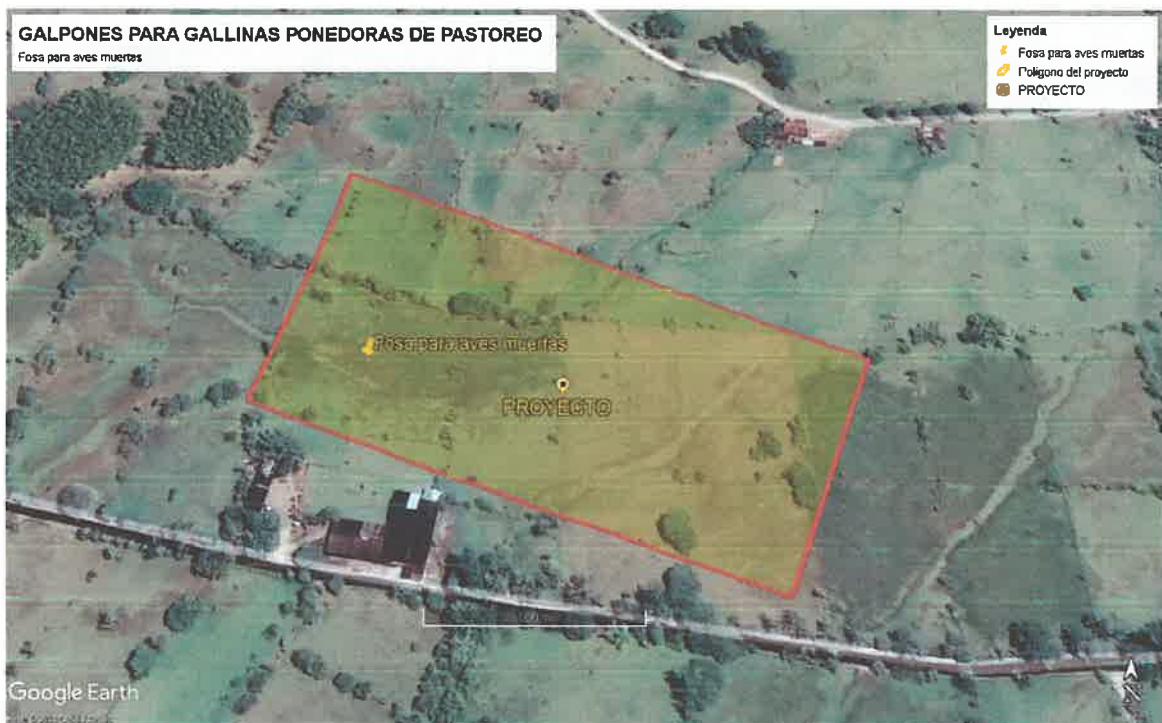 GALPONES PARA GALLINAS PONEDORAS DE PASTOREO
Fosa para aves muertas
Leyenda
Fosa para aves muertas
Polígono del proyecto
PROYECTO
Fosa para aves muertas
PROYECTO
Google Earth